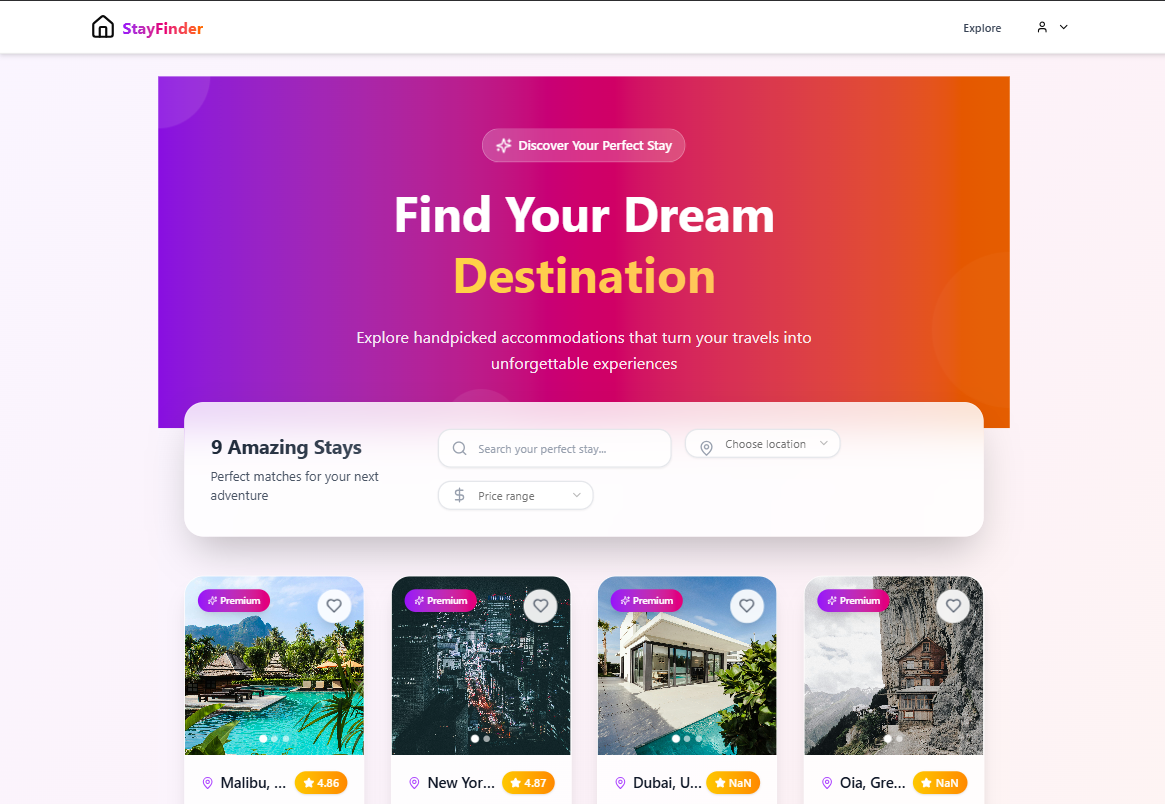 StayFinder
Explore
Discover Your Perfect Stay
Find Your Dream
Destination
Explore handpicked accommodations that turn your travels into
unforgettable experiences
9 Amazing Stays
Perfect matches for your next
adventure
Search your perfect stay...
Choose location
Price range
Premium
Premium
Premium
Premium
Malibu, ...
4.86
New Yor...
4.87
Dubai, U...
NaN
Oia, Gre...
NaN